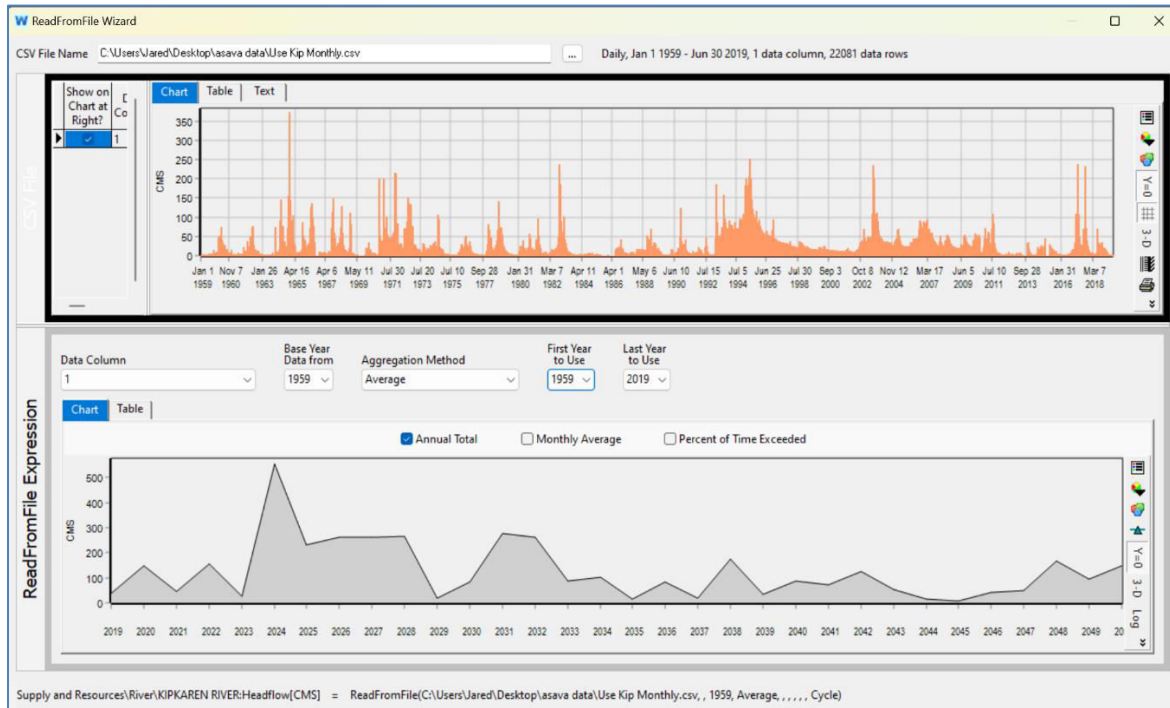 W ReadFromFile Wizard
CSV File Name C:\Users\Jared\Desktop\asava data\Use Kip Monthly.csv ... Daily, Jan 1 1959 - Jun 30 2019, 1 data column, 22081 data rows
CSV File
Show on Chart at Right?
Co
1
Chart Table Text
CMS
350
300
250
200
150
100
50
0
Jan 1 Nov 7 Jan 26 Apr 16 Apr 6 May 11 Jul 30 Jul 20 Jul 10 Sep 28 Jan 31 Mar 7 Apr 11 Apr 1 May 6 Jun 10 Jul 15 Jul 5 Jun 25 Jul 30 Sep 3 Oct 8 Nov 12 Mar 17 Jun 5 Jul 10 Sep 28 Jan 31 Mar 7
1959 1960 1963 1965 1967 1968 1971 1973 1975 1977 1980 1982 1984 1986 1988 1990 1992 1994 1996 1998 2000 2002 2004 2007 2009 2011 2013 2016 2018
Y=0
3-D
ReadFromFile Expression
Data Column
1
Base Year
Data from
1959
Aggregation Method
Average
First Year
to Use
1959
Last Year
to Use
2019
Chart Table
Annual Total Monthly Average Percent of Time Exceeded
CMS
500
400
300
200
100
0
2019 2020 2021 2022 2023 2024 2025 2026 2027 2028 2029 2030 2031 2032 2033 2034 2035 2036 2037 2038 2039 2040 2041 2042 2043 2044 2045 2046 2047 2048 2049 20
Y=0
3-D
Log
Supply and Resources\River\KIPKAREN RIVER:Headflow[CMS] = ReadFromFile(C:\Users\Jared\Desktop\asava data\Use Kip Monthly.csv, , 1959, Average, , , , , Cycle)